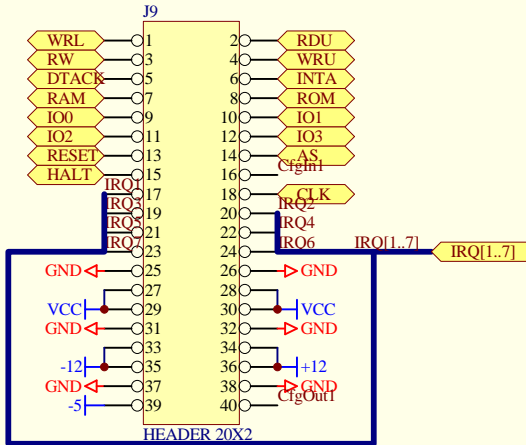 J9
WRL 1 2 RDU
RW 3 4 WRU
DTACK 5 6 INTA
RAM 7 8 ROM
IO0 9 10 IO1
IO2 11 12 IO3
RESET 13 14 AS
HALT 15 16 CfgIn1
IRQ1 17 18 CLK
IRQ3 19 20 IRQ2
IRQ5 21 22 IRQ4
IRQ7 23 24 IRQ6 IRQ[1..7] IRQ[1..7]
GND 25 26 GND
27 28
VCC 29 30 VCC
GND 31 32 GND
33 34
-12 35 36 +12
GND 37 38 GND
-5 39 40 CfgOut1
HEADER 20X2